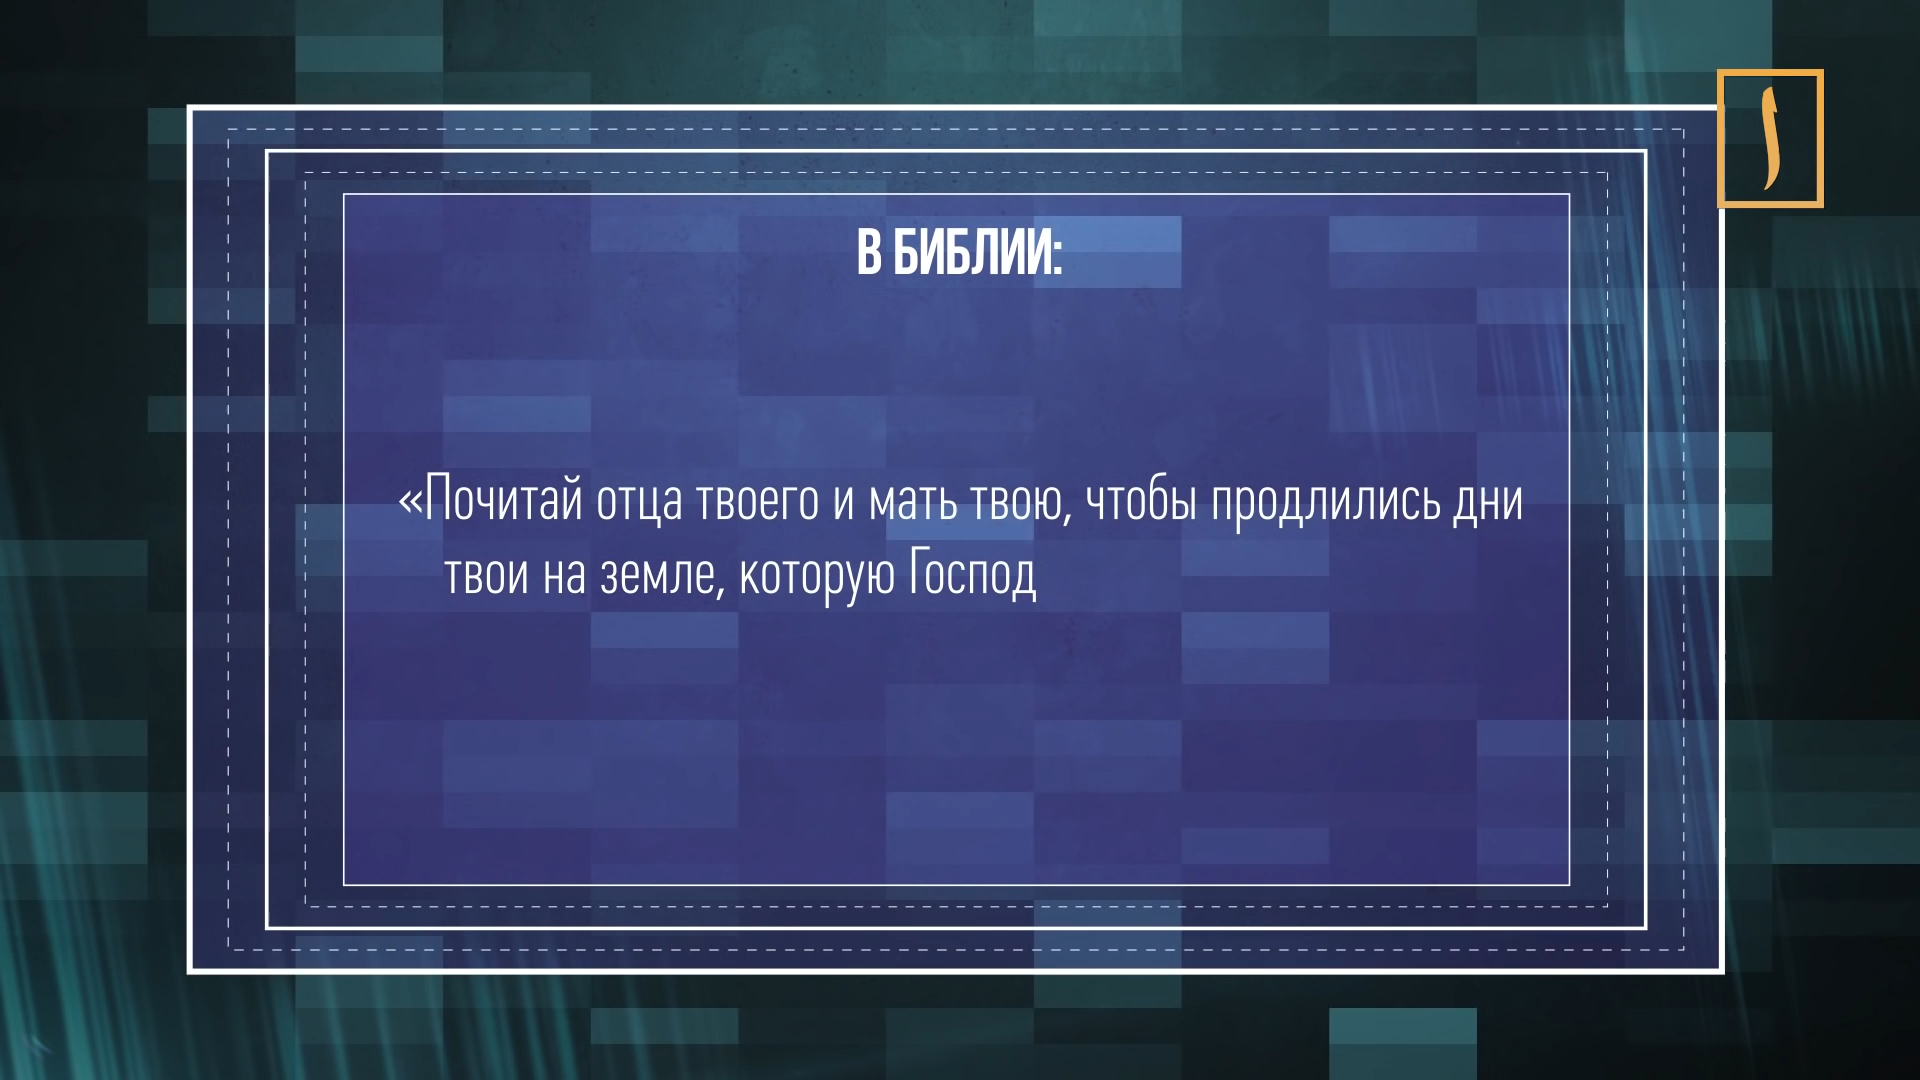 В БИБЛИИ:
«Почитай отца твоего и мать твою, чтобы продлились дни
твои на земле, которую Господ